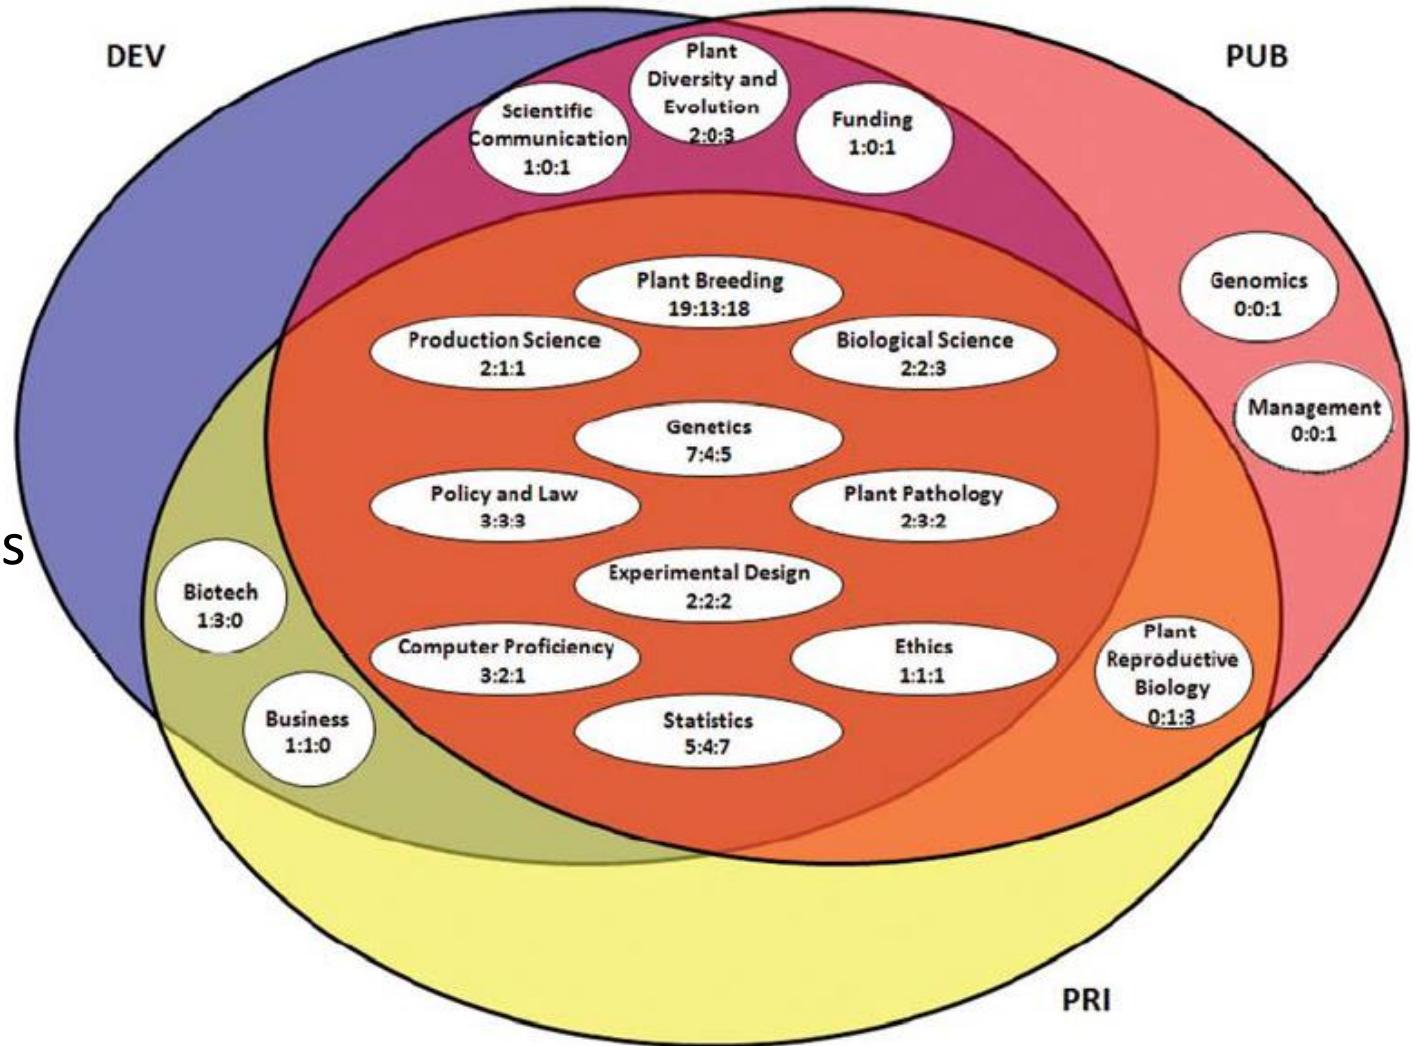 DEV
PUB
Plant
Diversity and
Evolution
2:0:3
Scientific
Communication
1:0:1
Funding
1:0:1
Genomics
0:0:1
Management
0:0:1
Plant Breeding
19:13:18
Production Science
2:1:1
Biological Science
2:2:3
Genetics
7:4:5
Policy and Law
3:3:3
Plant Pathology
2:3:2
s
Experimental Design
2:2:2
Biotech
1:3:0
Computer Proficiency
3:2:1
Ethics
1:1:1
Plant
Reproductive
Biology
0:1:3
Business
1:1:0
Statistics
5:4:7
PRI